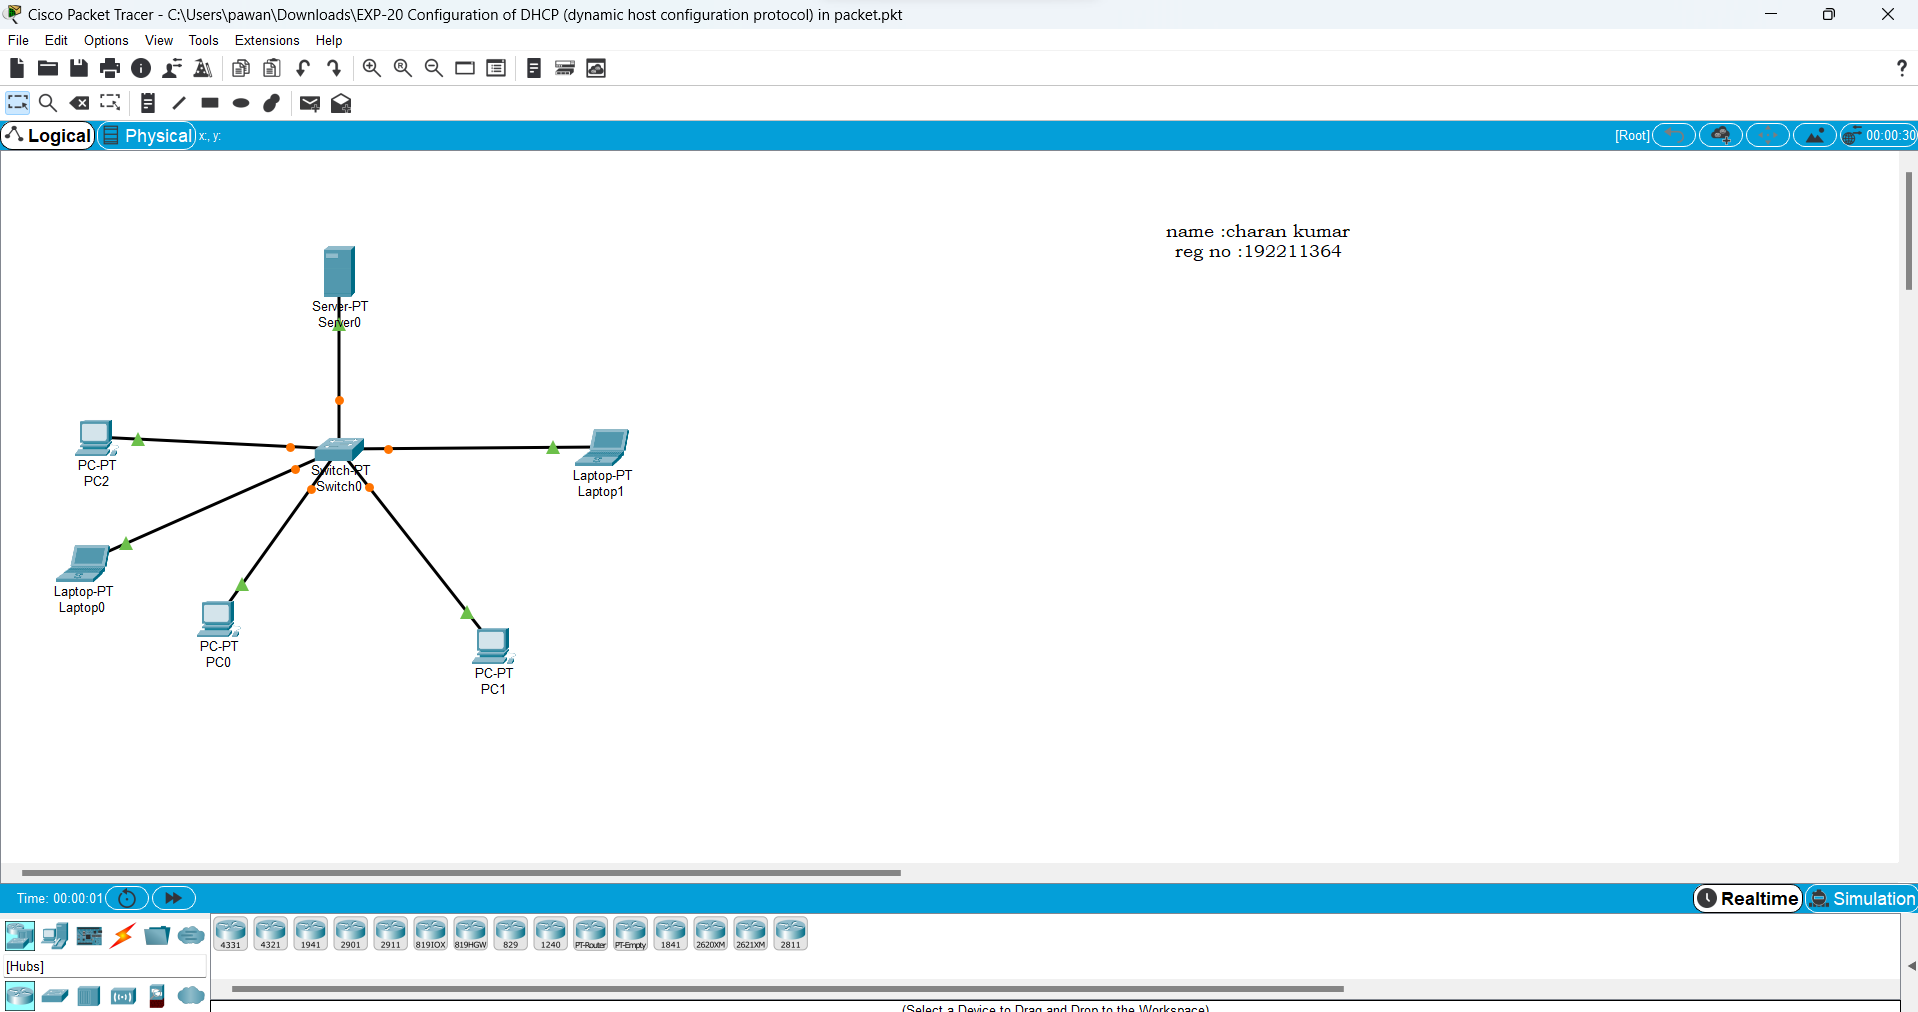 Cisco Packet Tracer - C:\Users\pawan\Downloads\EXP-20 Configuration of DHCP (dynamic host configuration protocol) in packet.pkt
File Edit Options View Tools Extensions Help
?
Logical Physical x:, y: [Root] 00:00:30
name :charan kumar
reg no :192211364
Server-PT
Server0
PC-PT
PC2
Switch-PT
Switch0
Laptop-PT
Laptop1
Laptop-PT
Laptop0
PC-PT
PC0
PC-PT
PC1
Time: 00:00:01 Realtime Simulation
4331 4321 1941 2901 2911 819IOX 819HGW 829 1240 PT-Router PT-Empty 1841 2620XM 2621XM 2811
[Hubs]
(Select a Device to Drag and Drop to the Workspace)